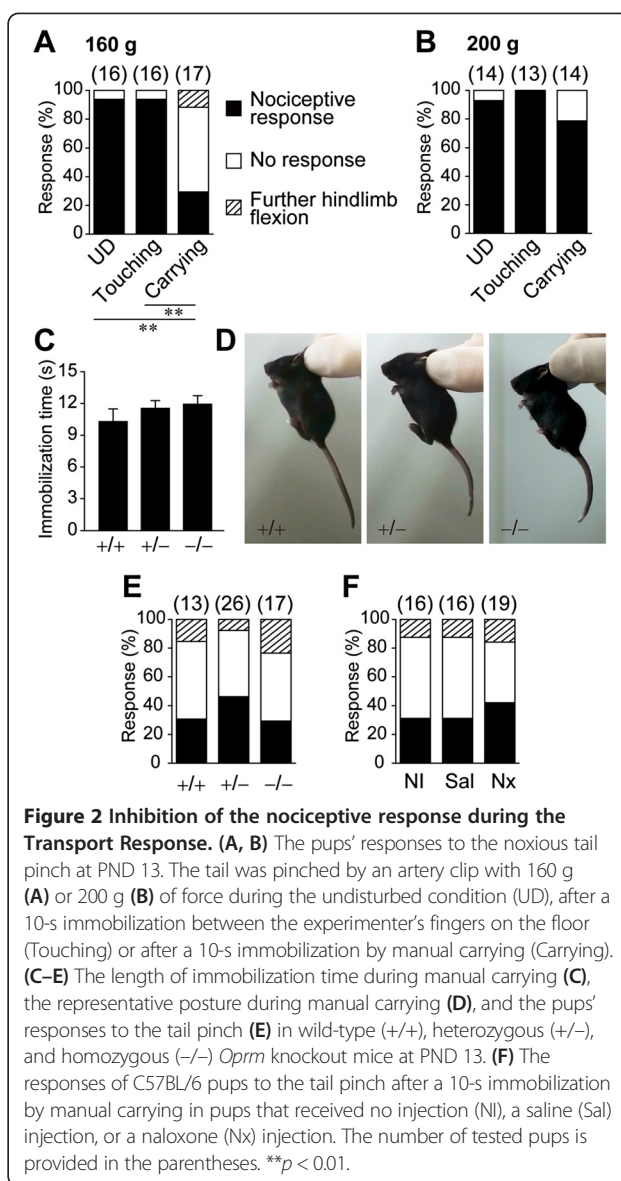 A 160 g
(16) (16) (17)
Response (%)
100
80
60
40
20
0
UD
Touching
Carrying
**
**
Nociceptive
response
No response
Further hindlimb
flexion
B 200 g
(14) (13) (14)
Response (%)
100
80
60
40
20
0
UD
Touching
Carrying
C
Immobilization time (s)
15
12
9
6
3
0
+/+ +/− −/−
D
+/+
+/−
−/−
E
(13) (26) (17)
Response (%)
100
80
60
40
20
0
+/+ +/− −/−
F
(16) (16) (19)
Response (%)
100
80
60
40
20
0
NI Sal Nx
Figure 2 Inhibition of the nociceptive response during the
Transport Response. (A, B) The pups' responses to the noxious tail
pinch at PND 13. The tail was pinched by an artery clip with 160 g
(A) or 200 g (B) of force during the undisturbed condition (UD), after a
10-s immobilization between the experimenter's fingers on the floor
(Touching) or after a 10-s immobilization by manual carrying (Carrying).
(C–E) The length of immobilization time during manual carrying (C),
the representative posture during manual carrying (D), and the pups'
responses to the tail pinch (E) in wild-type (+/+), heterozygous (+/–),
and homozygous (–/–) Oprm knockout mice at PND 13. (F) The
responses of C57BL/6 pups to the tail pinch after a 10-s immobilization
by manual carrying in pups that received no injection (NI), a saline (Sal)
injection, or a naloxone (Nx) injection. The number of tested pups is
provided in the parentheses. **p < 0.01.